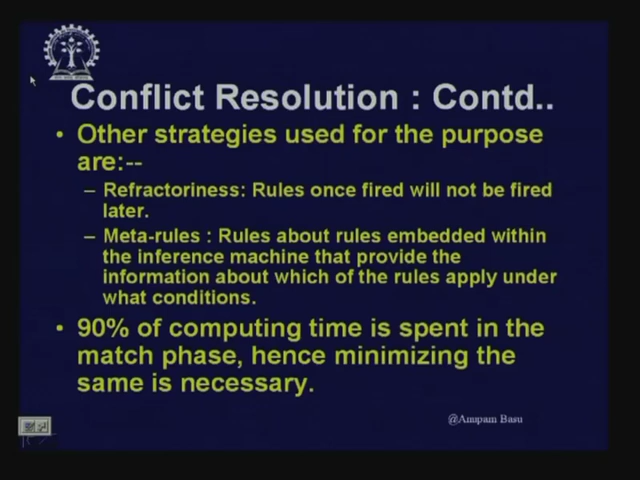 Conflict Resolution : Contd..
• Other strategies used for the purpose
are:--
– Refractoriness: Rules once fired will not be fired
later.
– Meta-rules : Rules about rules embedded within
the inference machine that provide the
information about which of the rules apply under
what conditions.
• 90% of computing time is spent in the
match phase, hence minimizing the
same is necessary.
@Anupam Basu